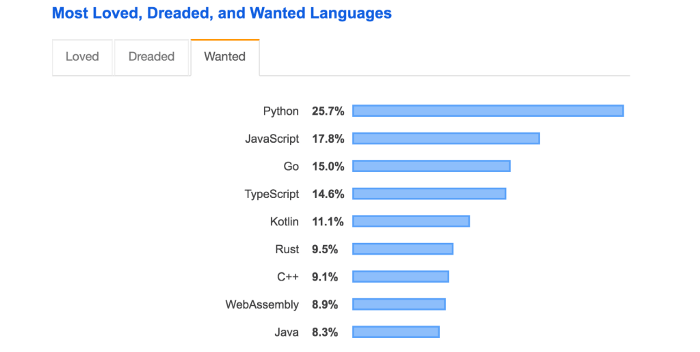 Most Loved, Dreaded, and Wanted Languages
Loved Dreaded Wanted
Python 25.7%
JavaScript 17.8%
Go 15.0%
TypeScript 14.6%
Kotlin 11.1%
Rust 9.5%
C++ 9.1%
WebAssembly 8.9%
Java 8.3%